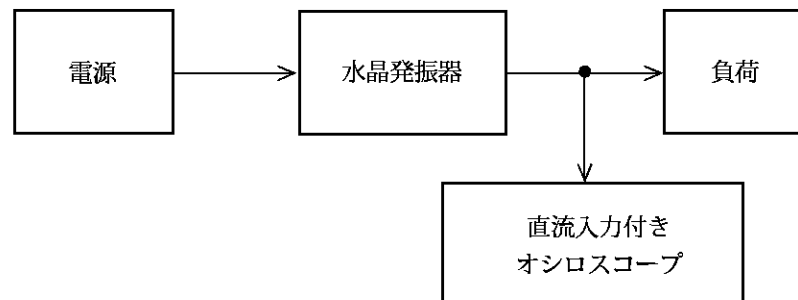 電源
水晶発振器
負荷
直流入力付き
オシロスコープ